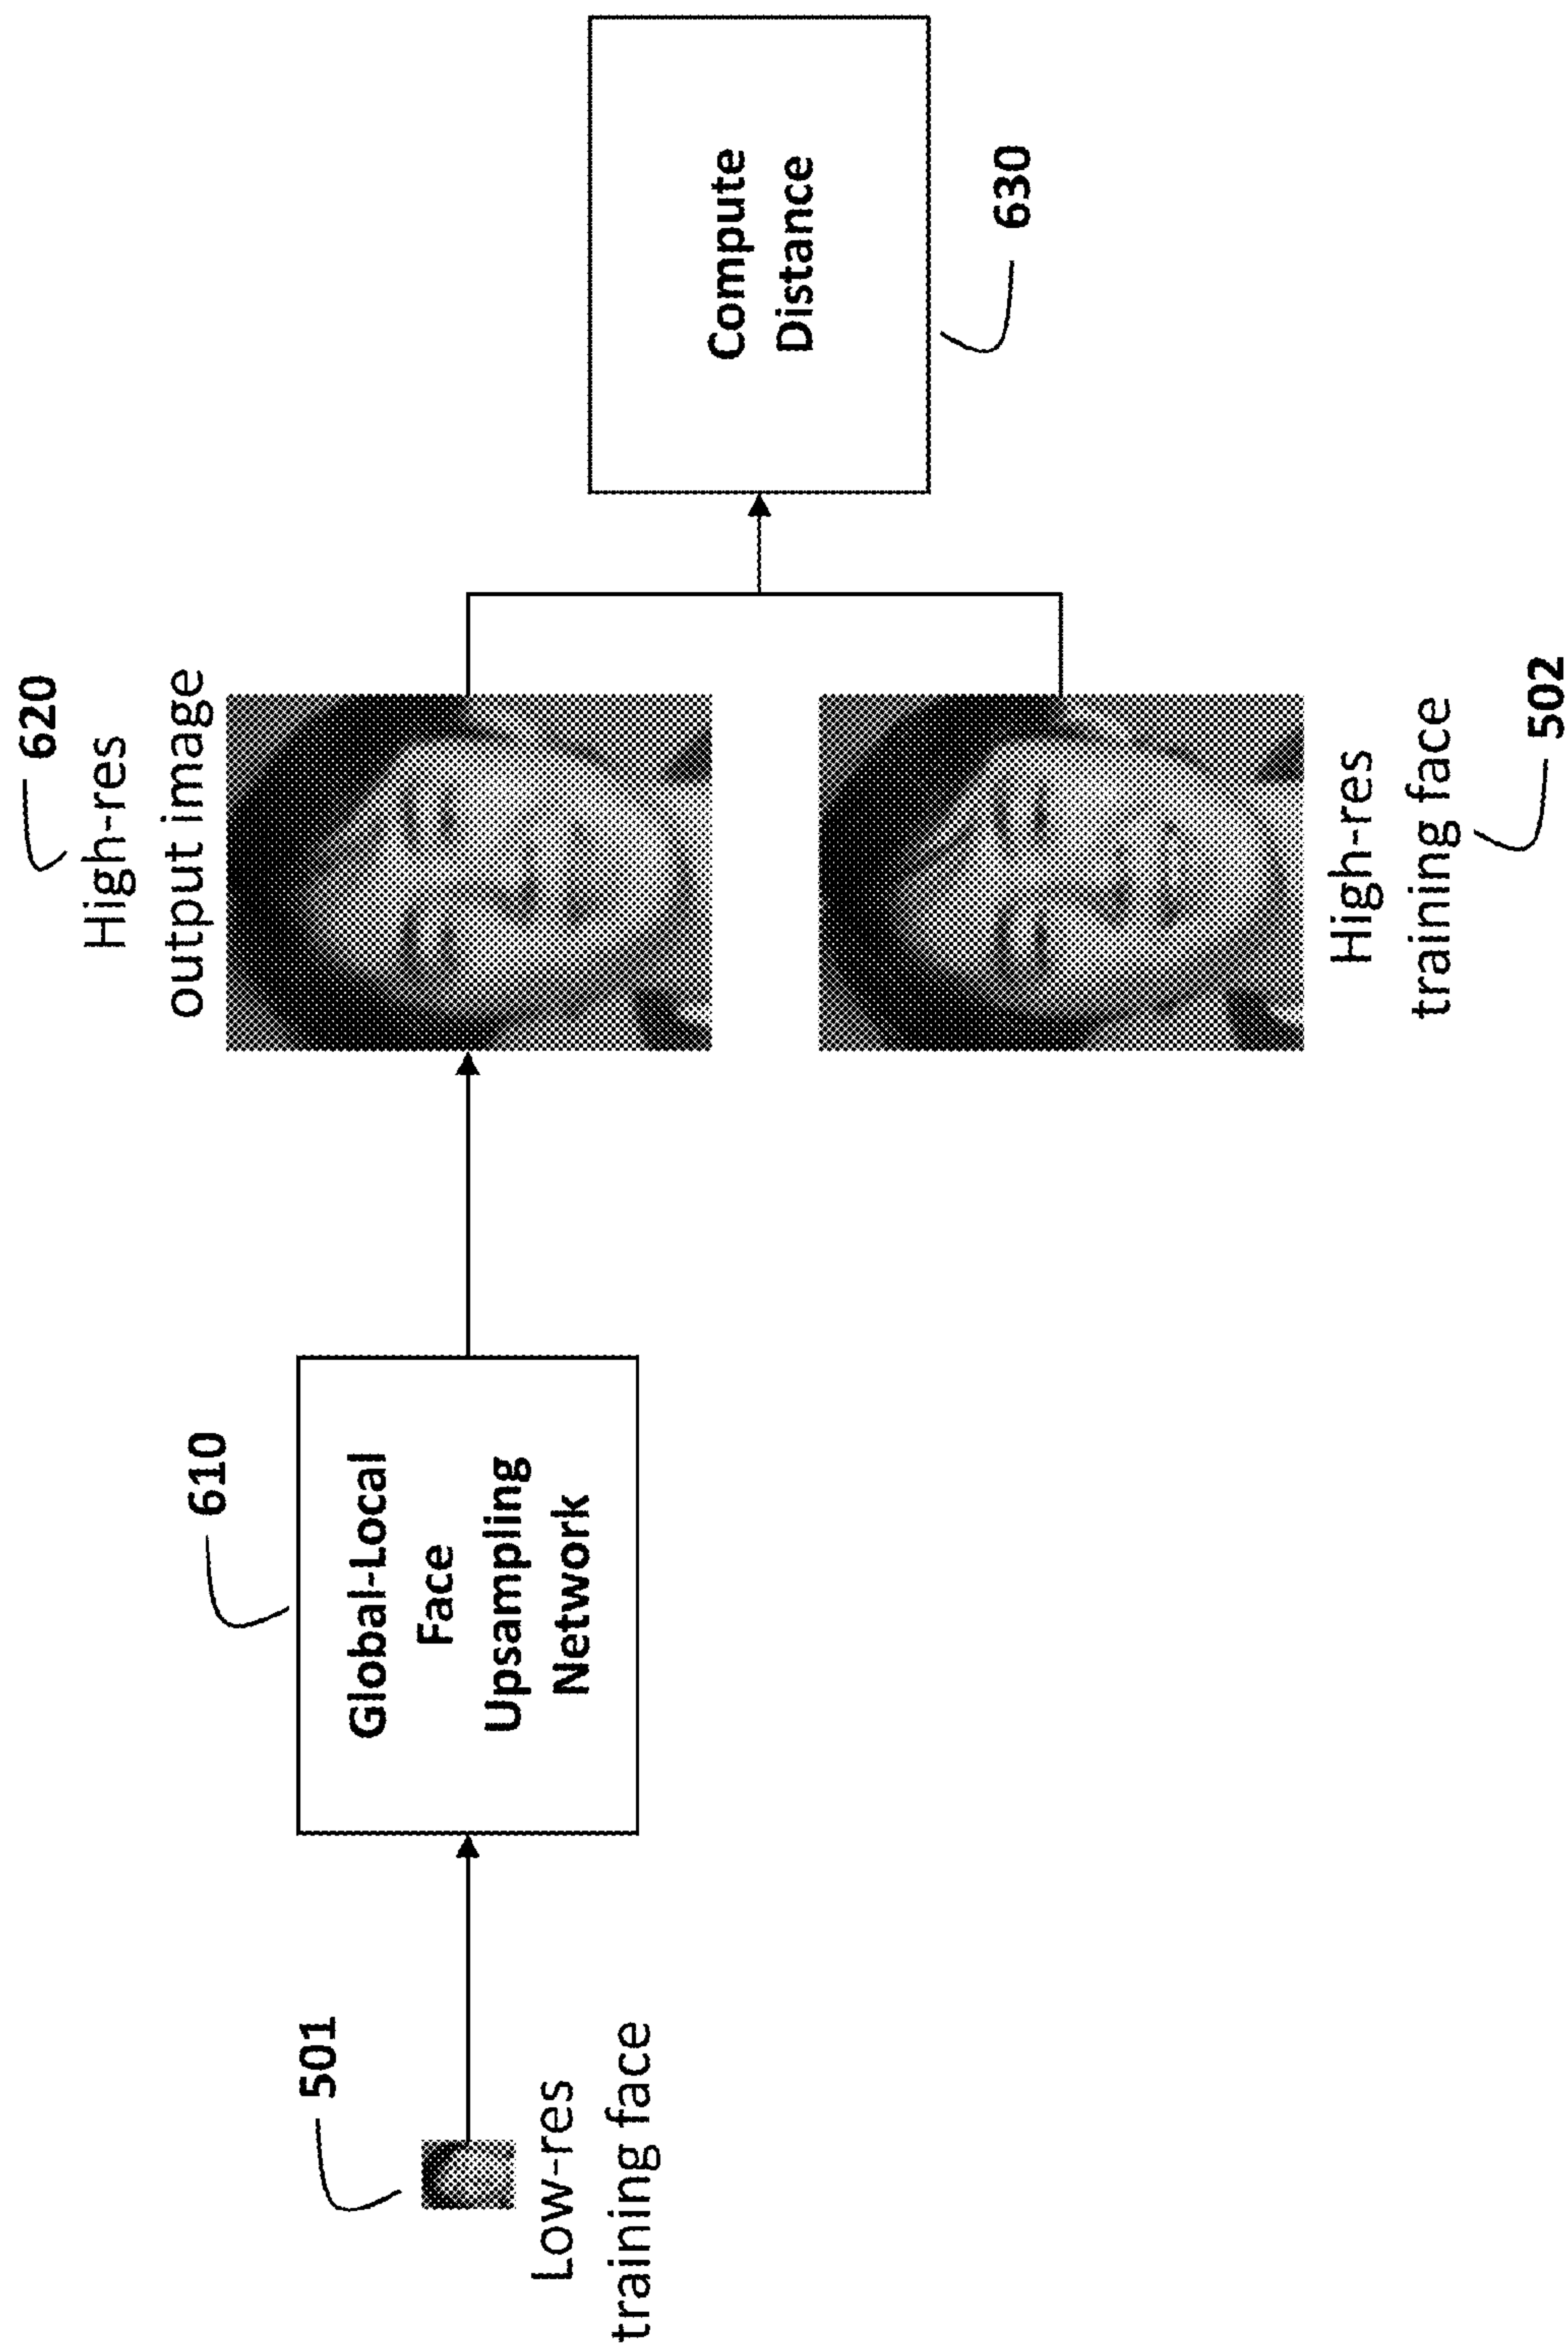 501
Low-res
training face
610
Global-Local
Face
Upsampling
Network
620
High-res
output image
High-res
training face
502
Compute
Distance
630